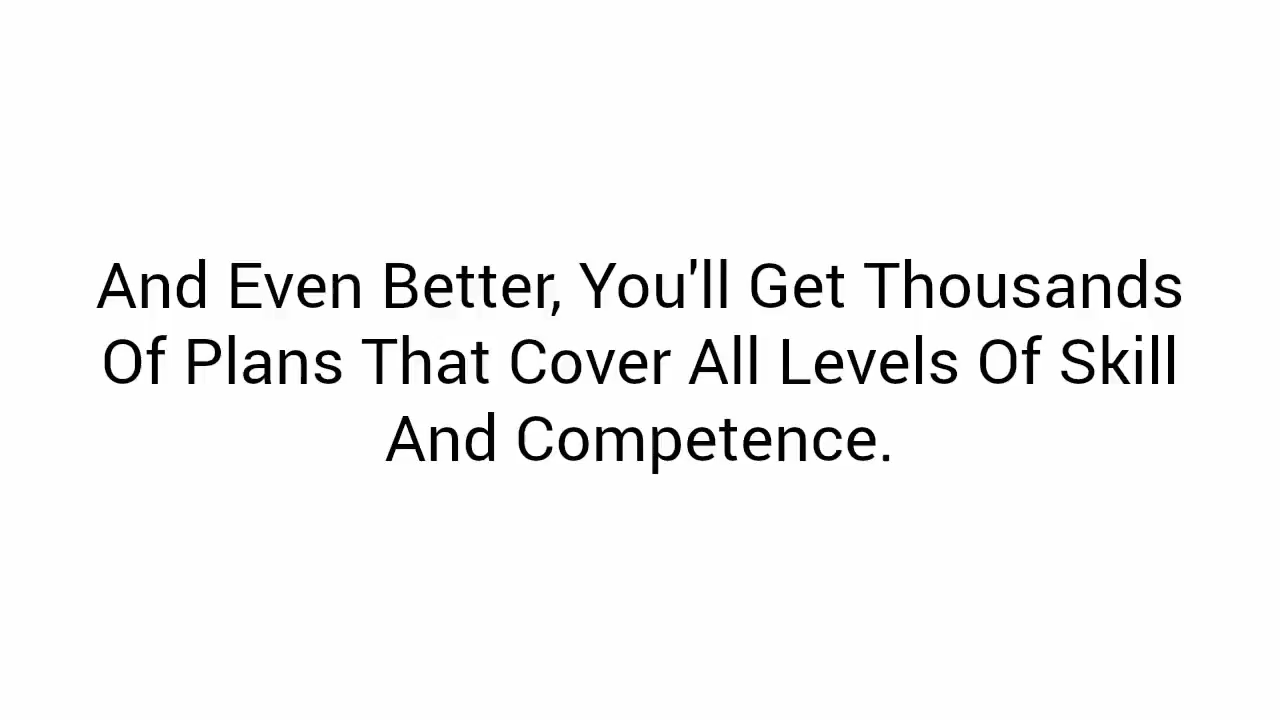 And Even Better, You'll Get Thousands
Of Plans That Cover All Levels Of Skill
And Competence.